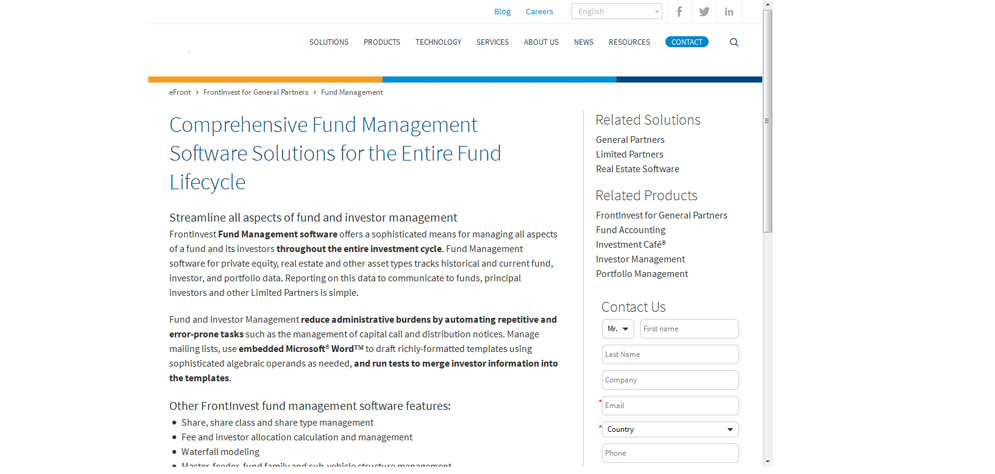 Blog Careers English
SOLUTIONS PRODUCTS TECHNOLOGY SERVICES ABOUT US NEWS RESOURCES CONTACT
eFront > FrontInvest for General Partners > Fund Management
Comprehensive Fund Management
Software Solutions for the Entire Fund
Lifecycle
Streamline all aspects of fund and investor management
FrontInvest Fund Management software offers a sophisticated means for managing all aspects
of a fund and its investors throughout the entire investment cycle. Fund Management
software for private equity, real estate and other asset types tracks historical and current fund,
investor, and portfolio data. Reporting on this data to communicate to funds, principal
investors and other Limited Partners is simple.
Fund and Investor Management reduce administrative burdens by automating repetitive and
error-prone tasks such as the management of capital call and distribution notices. Manage
mailing lists, use embedded Microsoft® Word™ to draft richly-formatted templates using
sophisticated algebraic operands as needed, and run tests to merge investor information into
the templates.
Other FrontInvest fund management software features:
• Share, share class and share type management
• Fee and investor allocation calculation and management
• Waterfall modeling
• Master-feeder, fund family and sub-vehicle structure management
Related Solutions
General Partners
Limited Partners
Real Estate Software
Related Products
FrontInvest for General Partners
Fund Accounting
Investment Café®
Investor Management
Portfolio Management
Contact Us
Mr. First name
Last Name
Company
* Email
* Country
Phone